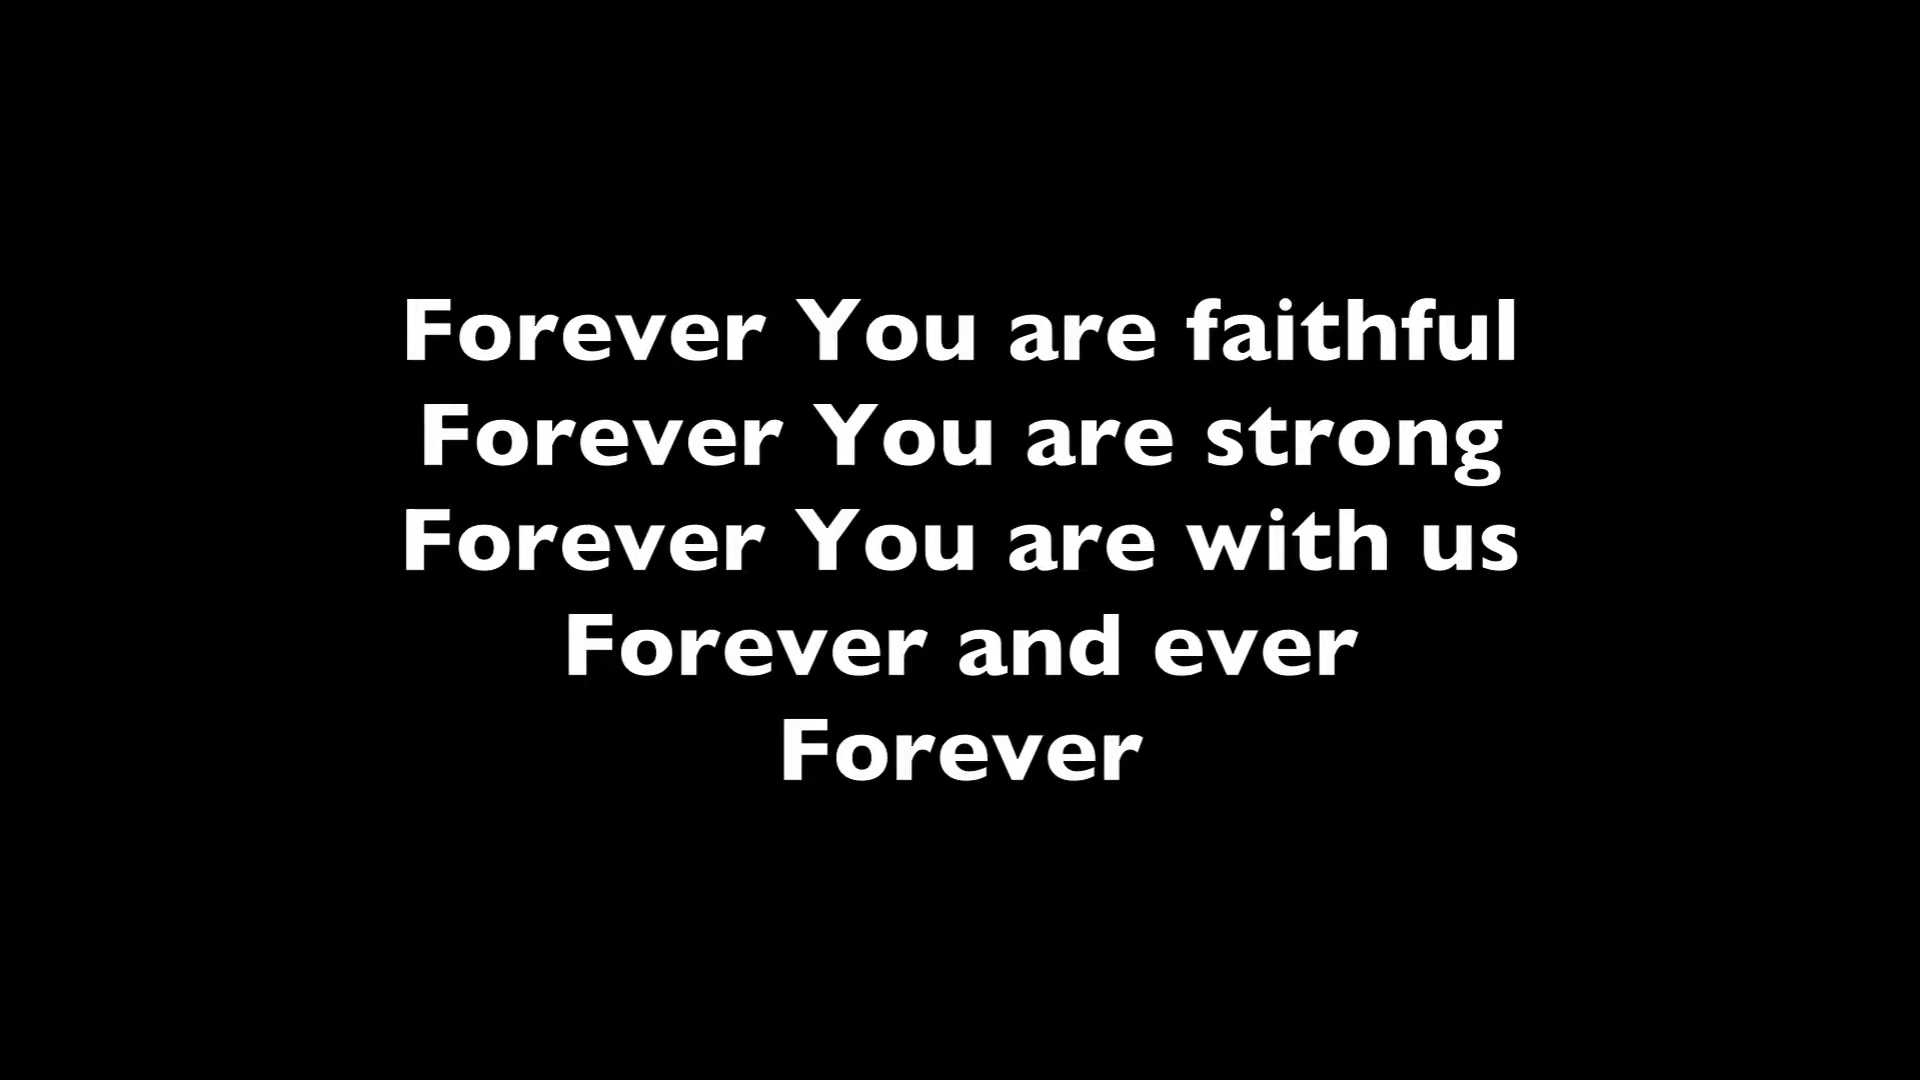 Forever You are faithful
Forever You are strong
Forever You are with us
Forever and ever
Forever